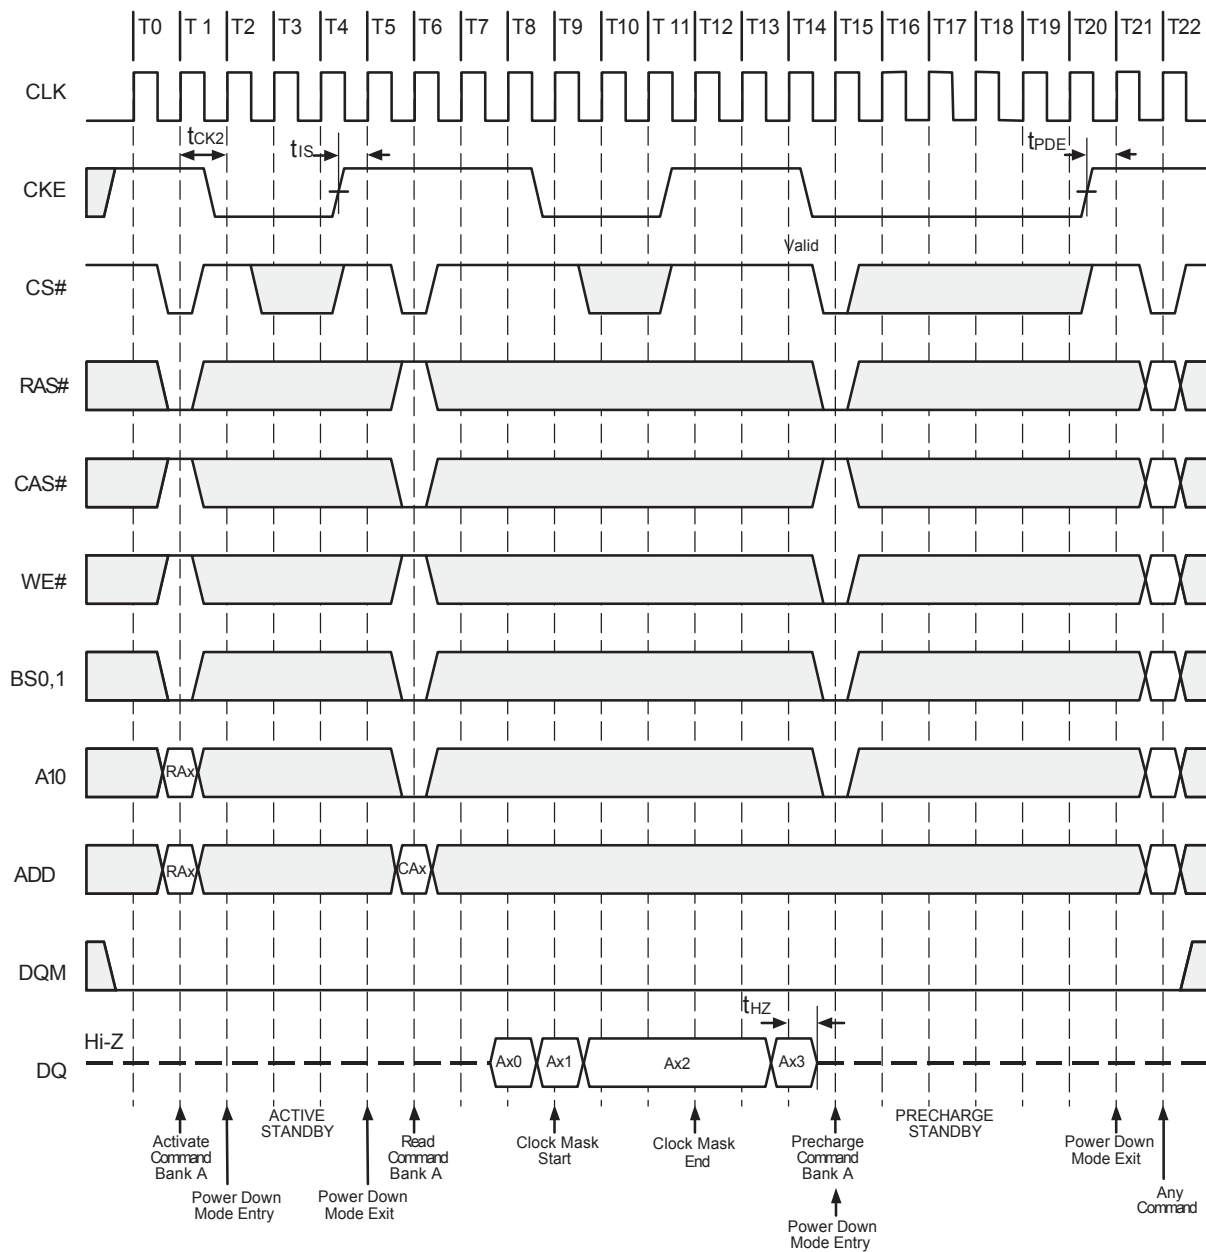 T0 T 1 T2 T3 T4 T5 T6 T7 T8 T9 T10 T 11 T12 T13 T14 T15 T16 T17 T18 T19 T20 T21 T22
CLK
tCK2
tIS
tPDE
CKE
Valid
CS#
RAS#
CAS#
WE#
BS0,1
A10
RAx
ADD
RAx
CAx
DQM
tHZ
Hi-Z
DQ
Ax0
Ax1
Ax2
Ax3
Activate
Command
Bank A
Power Down
Mode Entry
ACTIVE
STANDBY
Power Down
Mode Exit
Read
Command
Bank A
Clock Mask
Start
Clock Mask
End
Precharge
Command
Bank A
Power Down
Mode Entry
PRECHARGE
STANDBY
Power Down
Mode Exit
Any
Command